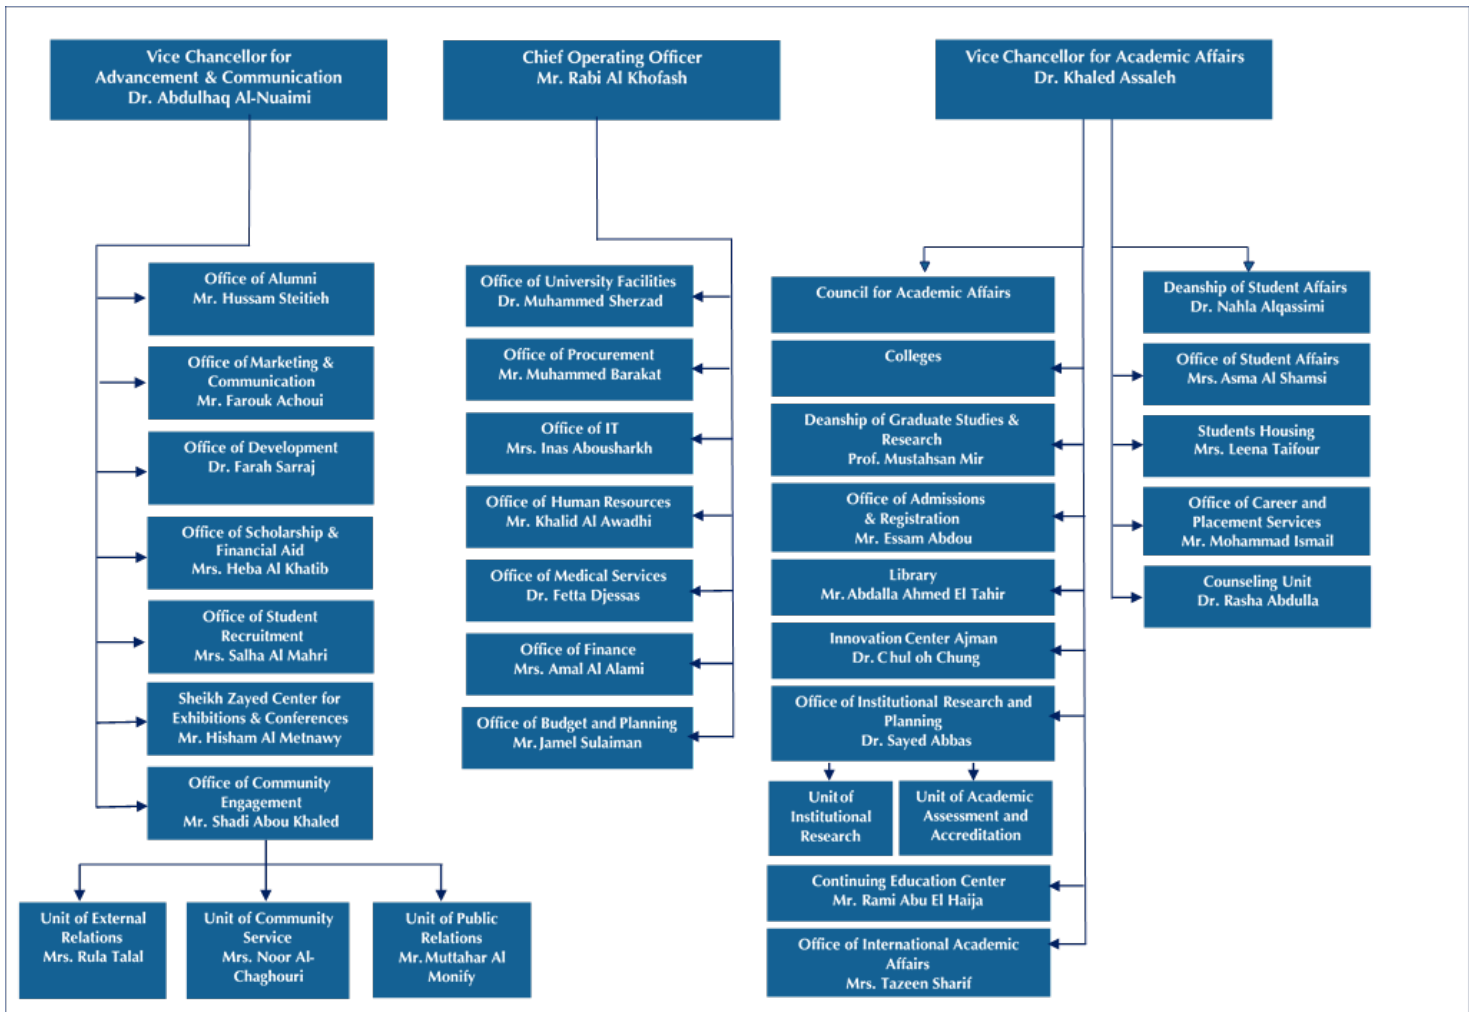 Vice Chancellor for
Advancement & Communication
Dr. Abdulhaq Al-Nuaimi
Chief Operating Officer
Mr. Rabi Al Khofash
Vice Chancellor for Academic Affairs
Dr. Khaled Assaleh
Office of Alumni
Mr. Hussam Steitieh
Office of Marketing &
Communication
Mr. Farouk Achoui
Office of Development
Dr. Farah Sarraj
Office of Scholarship &
Financial Aid
Mrs. Heba Al Khatib
Office of Student
Recruitment
Mrs. Salha Al Mahri
Sheikh Zayed Center for
Exhibitions & Conferences
Mr. Hisham Al Metnawy
Office of Community
Engagement
Mr. Shadi Abou Khaled
Unit of External
Relations
Mrs. Rula Talal
Unit of Community
Service
Mrs. Noor Al-
Chaghouri
Unit of Public
Relations
Mr. Muttahar Al
Monify
Office of University Facilities
Dr. Muhammed Sherzad
Office of Procurement
Mr. Muhammed Barakat
Office of IT
Mrs. Inas Abousharkh
Office of Human Resources
Mr. Khalid Al Awadhi
Office of Medical Services
Dr. Fetta Djessas
Office of Finance
Mrs. Amal Al Alami
Office of Budget and Planning
Mr. Jamel Sulaiman
Council for Academic Affairs
Colleges
Deanship of Graduate Studies &
Research
Prof. Mustahsan Mir
Office of Admissions
& Registration
Mr. Essam Abdou
Library
Mr. Abdalla Ahmed El Tahir
Innovation Center Ajman
Dr. Chul oh Chung
Office of Institutional Research and
Planning
Dr. Sayed Abbas
Unit of
Institutional
Research
Unit of Academic
Assessment and
Accreditation
Continuing Education Center
Mr. Rami Abu El Haija
Office of International Academic
Affairs
Mrs. Tazeen Sharif
Deanship of Student Affairs
Dr. Nahla Alqassimi
Office of Student Affairs
Mrs. Asma Al Shamsi
Students Housing
Mrs. Leena Taifour
Office of Career and
Placement Services
Mr. Mohammad Ismail
Counseling Unit
Dr. Rasha Abdulla